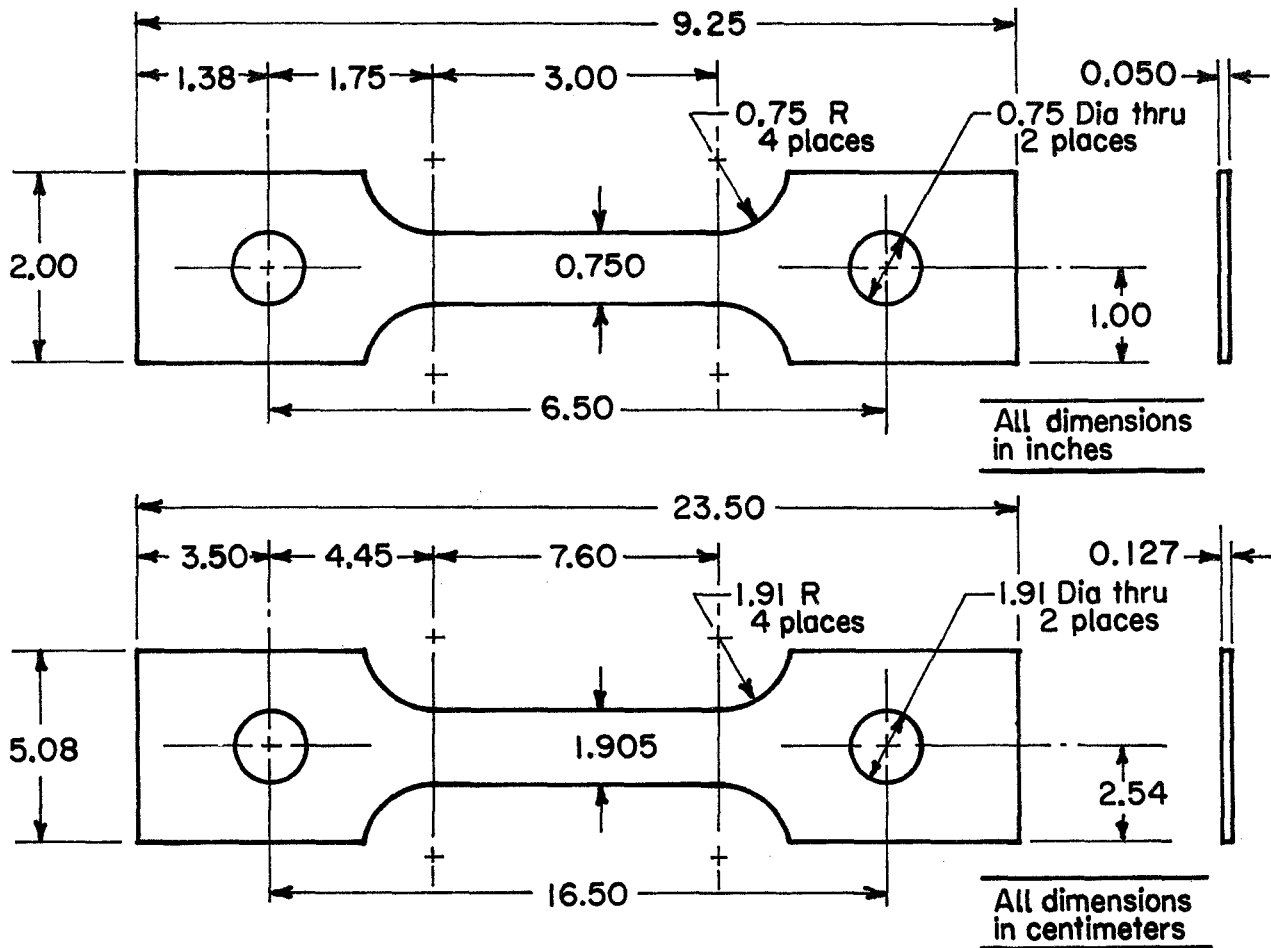 9.25
1.38
1.75
3.00
0.050
0.75 R
4 places
0.75 Dia thru
2 places
2.00
0.750
1.00
6.50
All dimensions
in inches
23.50
3.50
4.45
7.60
0.127
1.91 R
4 places
1.91 Dia thru
2 places
5.08
1.905
2.54
16.50
All dimensions
in centimeters